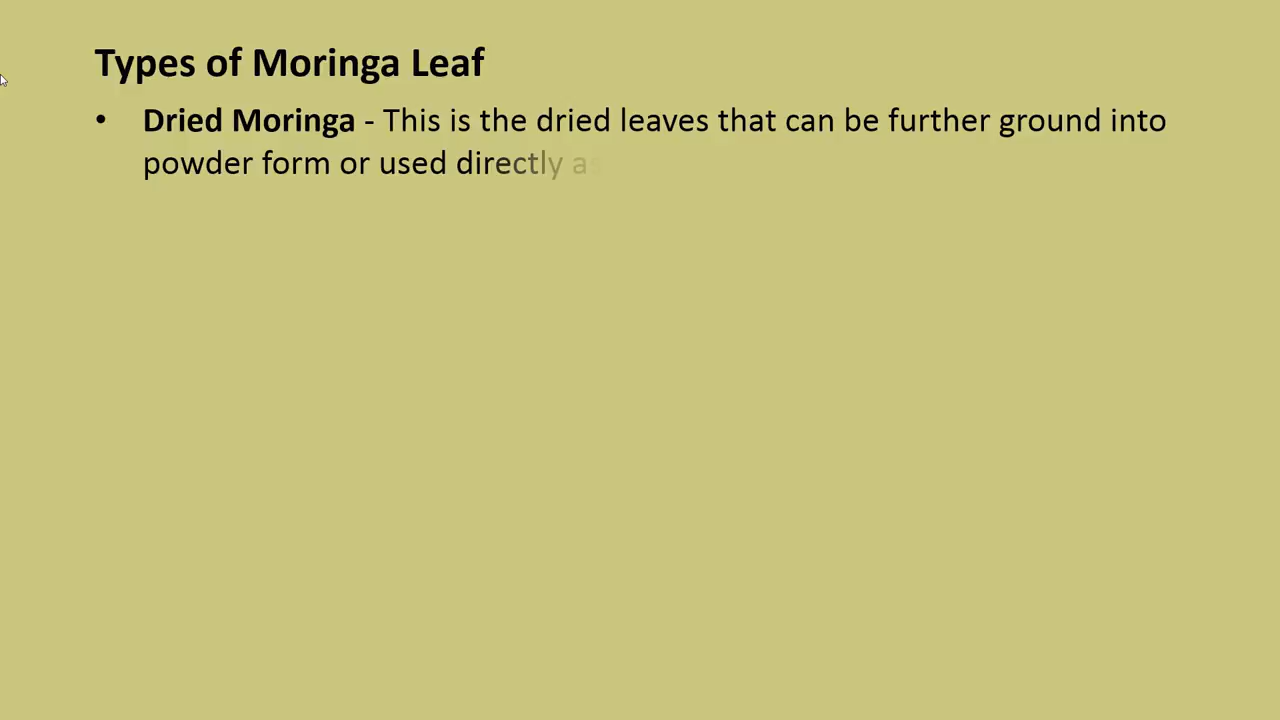 Types of Moringa Leaf
• Dried Moringa - This is the dried leaves that can be further ground into
powder form or used directly as